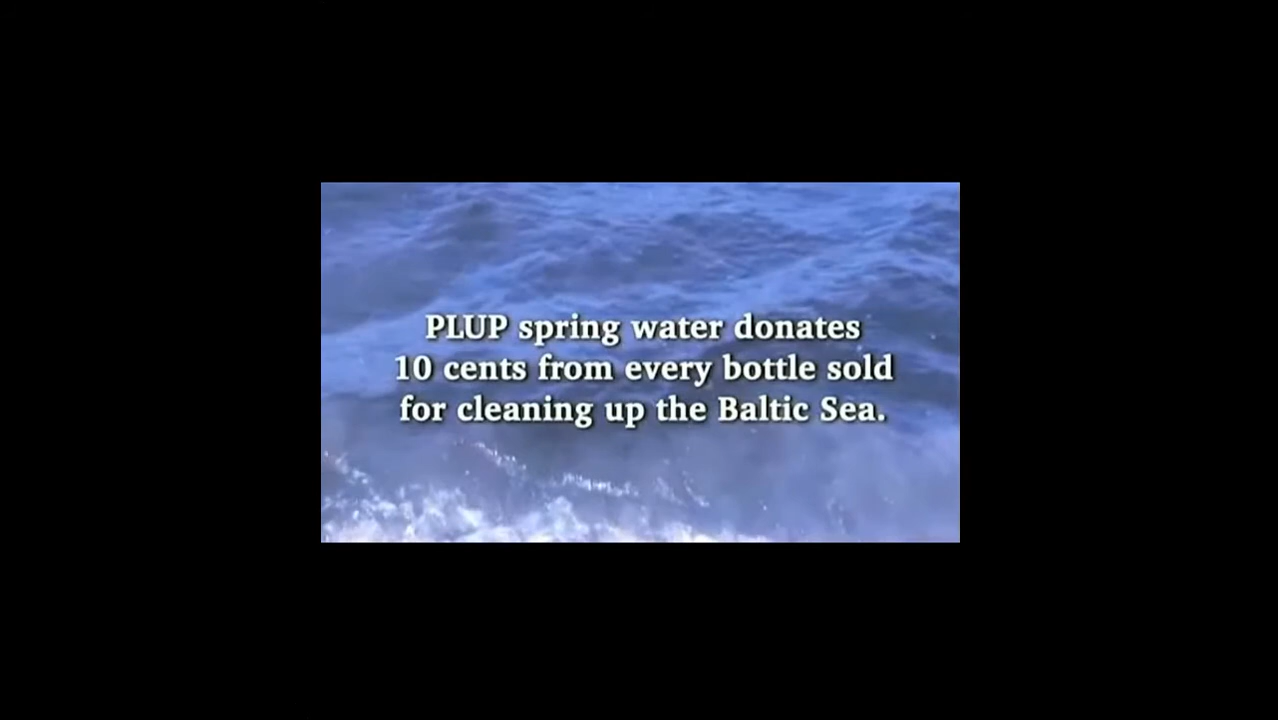 PLUP spring water donates
10 cents from every bottle sold
for cleaning up the Baltic Sea.